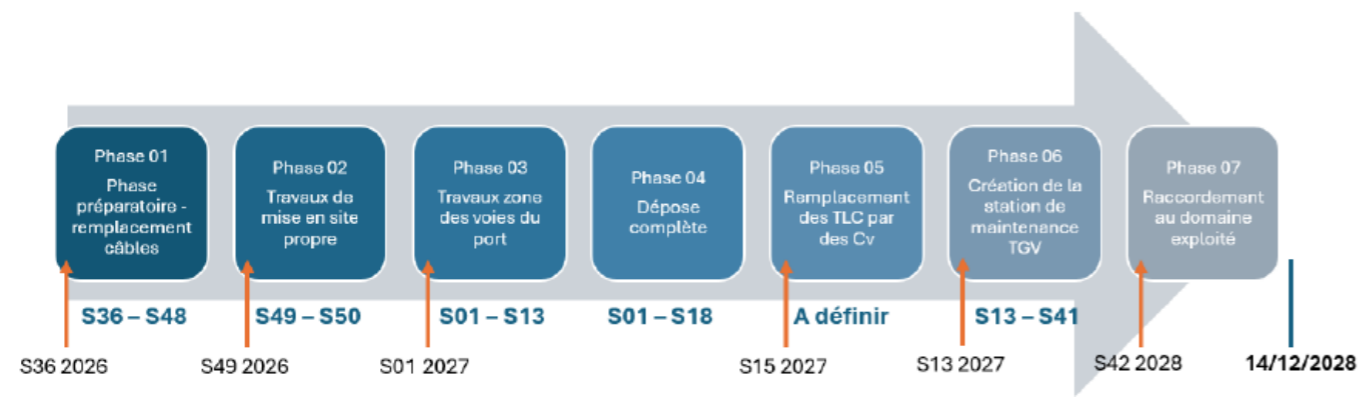 Phase 01
Phase
préparatoire -
remplacement
câbles
Phase 02
Travaux de
mise en site
propre
Phase 03
Travaux zone
des voies du
port
Phase 04
Dépose
complète
Phase 05
Remplacement
des TLC par
des Cv
Phase 06
Création de la
station de
maintenance
TGV
Phase 07
Raccordement
au domaine
exploité
S36 – S48
S49 – S50
S01 – S13
S01 – S18
A définir
S13 – S41
S36 2026
S49 2026
S01 2027
S15 2027
S13 2027
S42 2028
14/12/2028